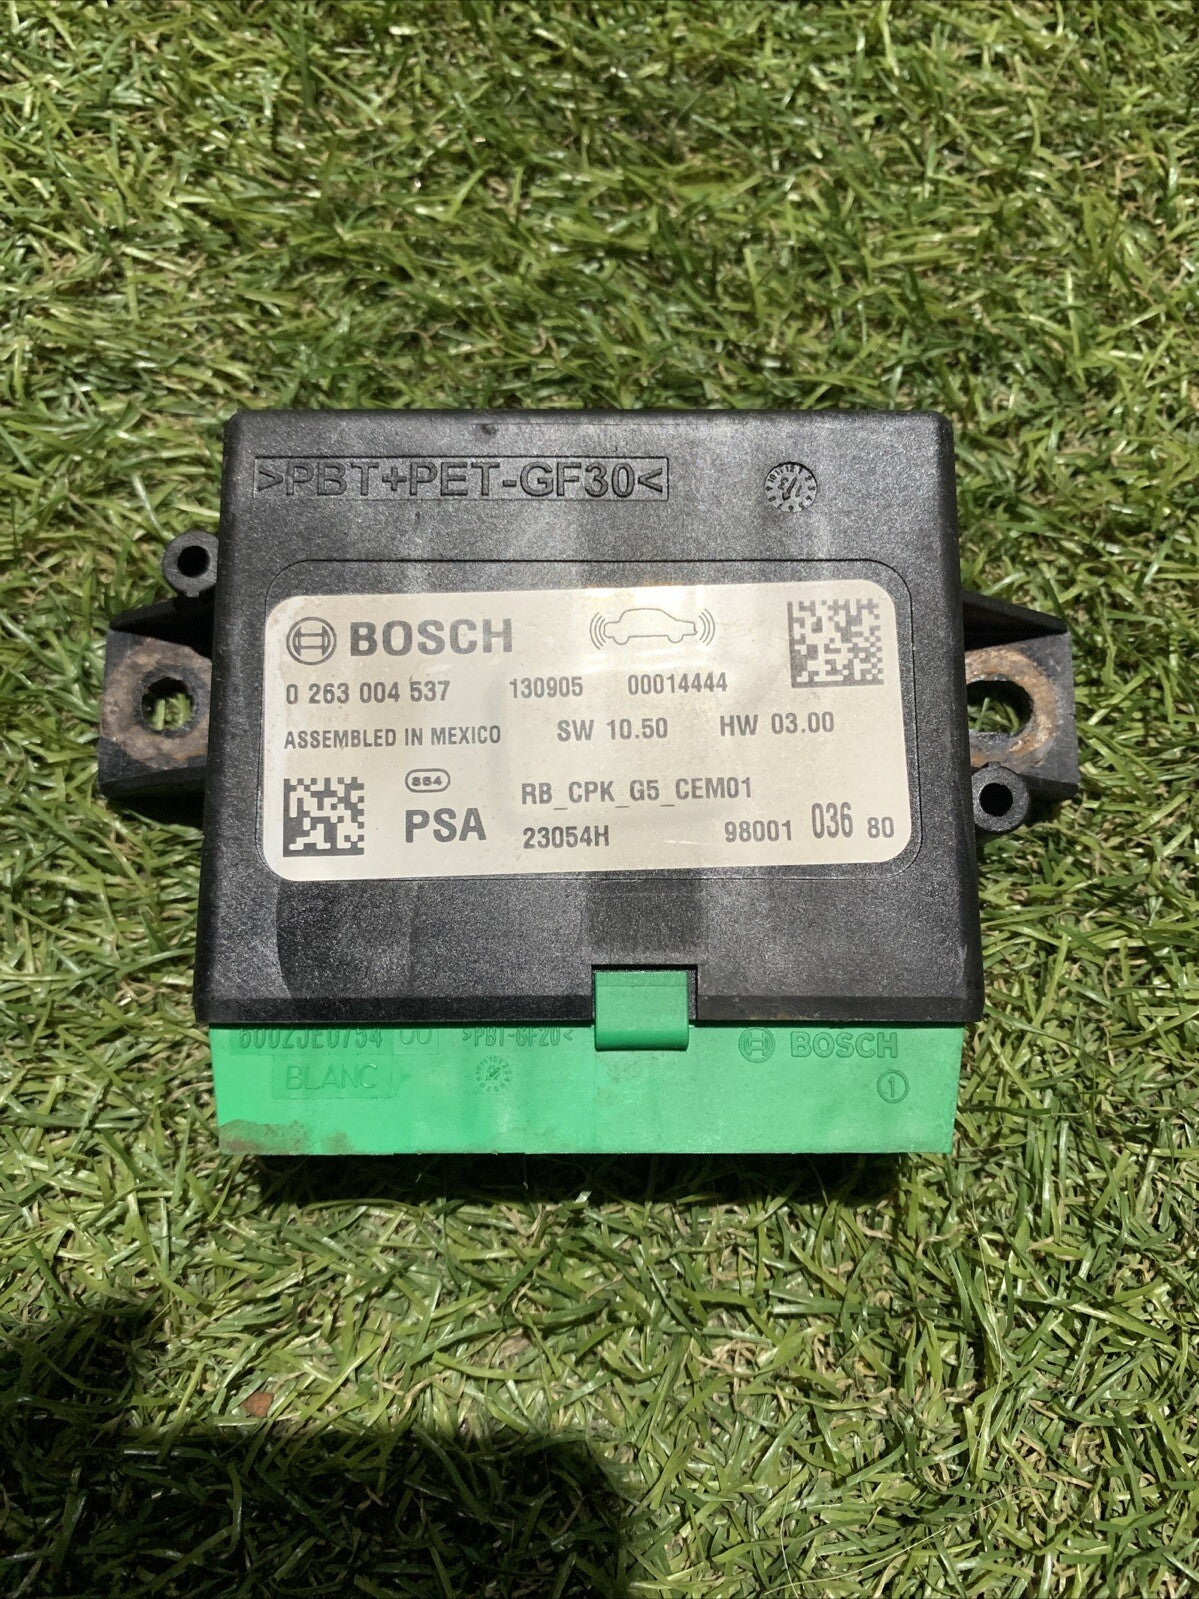 >PBT+PET-GF30<
BOSCH
0 263 004 537 130905 00014444
ASSEMBLED IN MEXICO SW 10.50 HW 03.00
864
PSA RB_CPK_G5_CEM01
23054H 98001 036 80
>PBT-GF20< BOSCH
BLANC 1